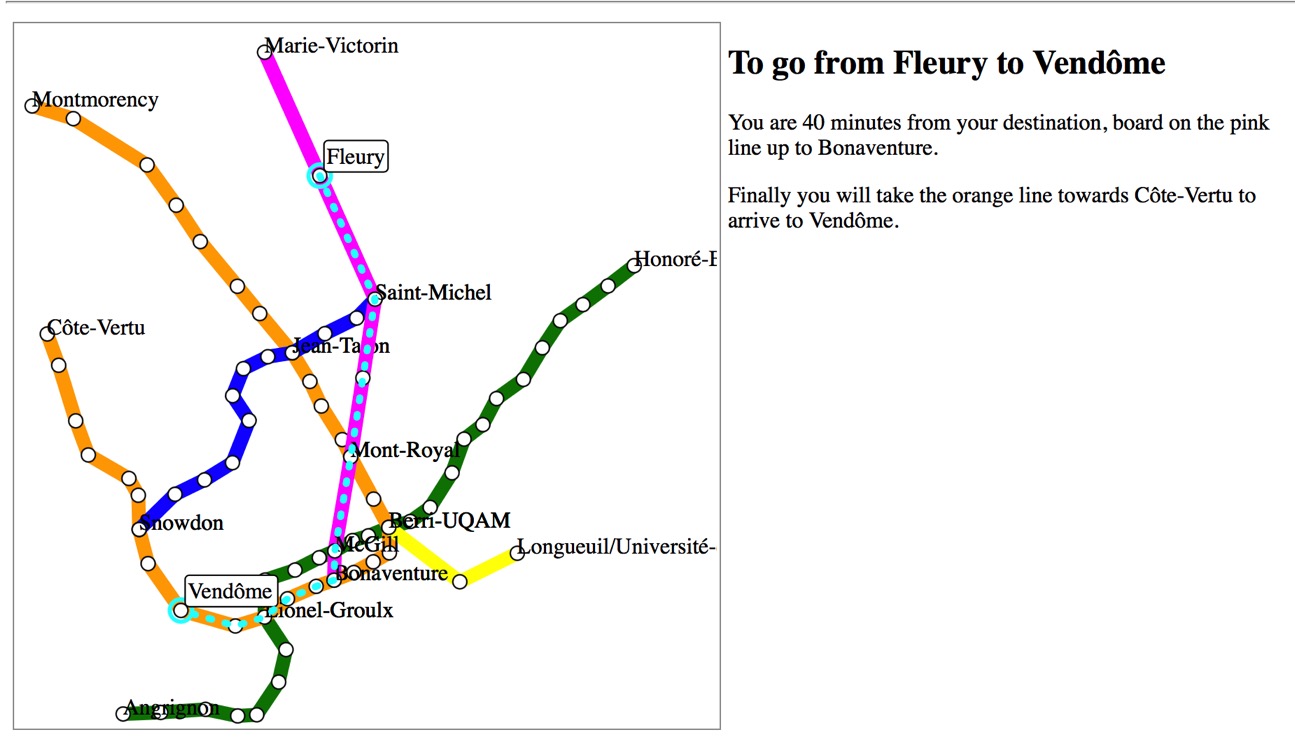 Marie-Victorin
Montmorency
Fleury
Honoré-
Saint-Michel
Côte-Vertu
Jean-Talon
Mont-Royal
Snowdon
Berri-UQAM
McGill
Longueuil/Université-
Bonaventure
Vendôme
Lionel-Groulx
Angrignon
To go from Fleury to Vendôme
You are 40 minutes from your destination, board on the pink
line up to Bonaventure.
Finally you will take the orange line towards Côte-Vertu to
arrive to Vendôme.